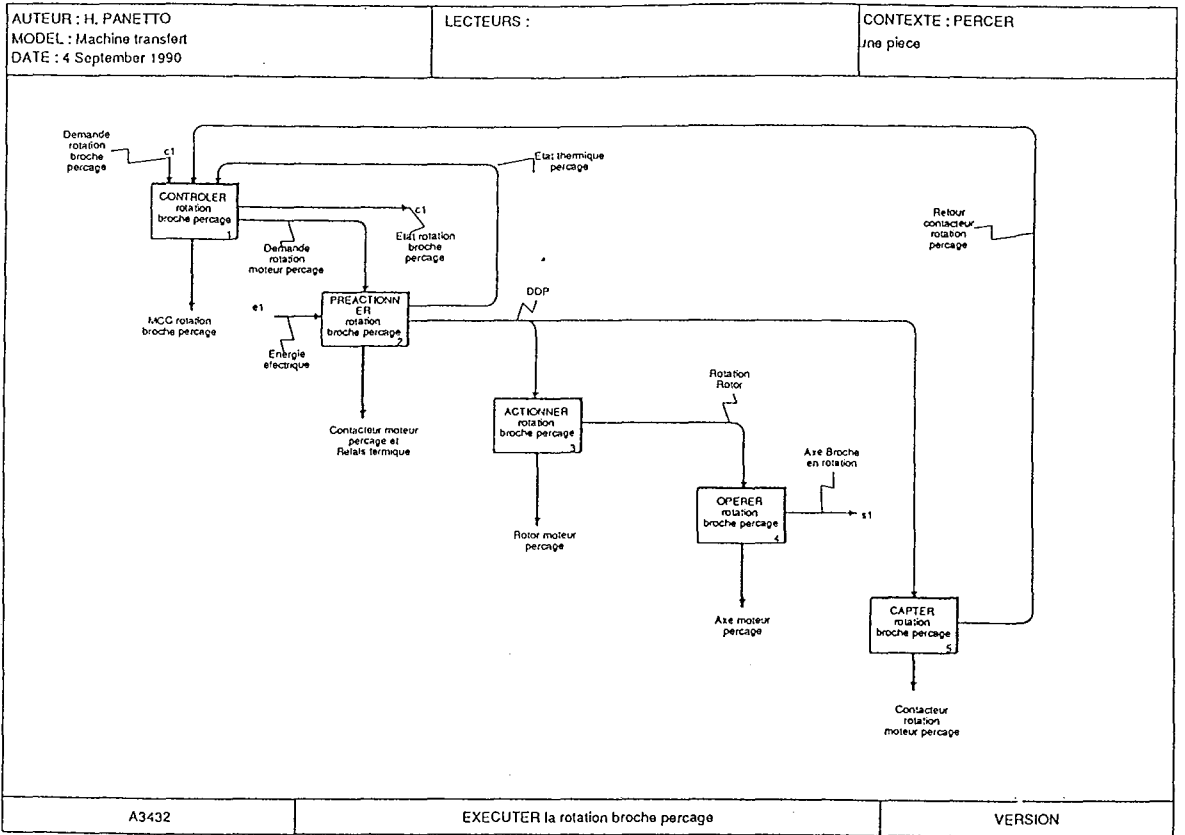 AUTEUR : H. PANETTO
MODEL : Machine transfert
DATE : 4 September 1990
LECTEURS :
CONTEXTE : PERCER
une piece
Demande
rotation
broche
percage
c1
CONTROLER
rotation
broche percage
1
MCC rotation
broche percage
Demande
rotation
moteur percage
c1
Etat rotation
broche
percage
Etat thermique
percage
Retour
contacteur
rotation
percage
e1
Energie
electrique
PREACTIONN
ER
rotation
broche percage
2
Contacteur moteur
percage et
Relais termique
DDP
ACTIONNER
rotation
broche percage
3
Rotor moteur
percage
Rotation
Rotor
OPERER
rotation
broche percage
4
Axe moteur
percage
Axe Broche
en rotation
s1
CAPTER
rotation
broche percage
5
Contacteur
rotation
moteur percage
A3432
EXECUTER la rotation broche percage
VERSION